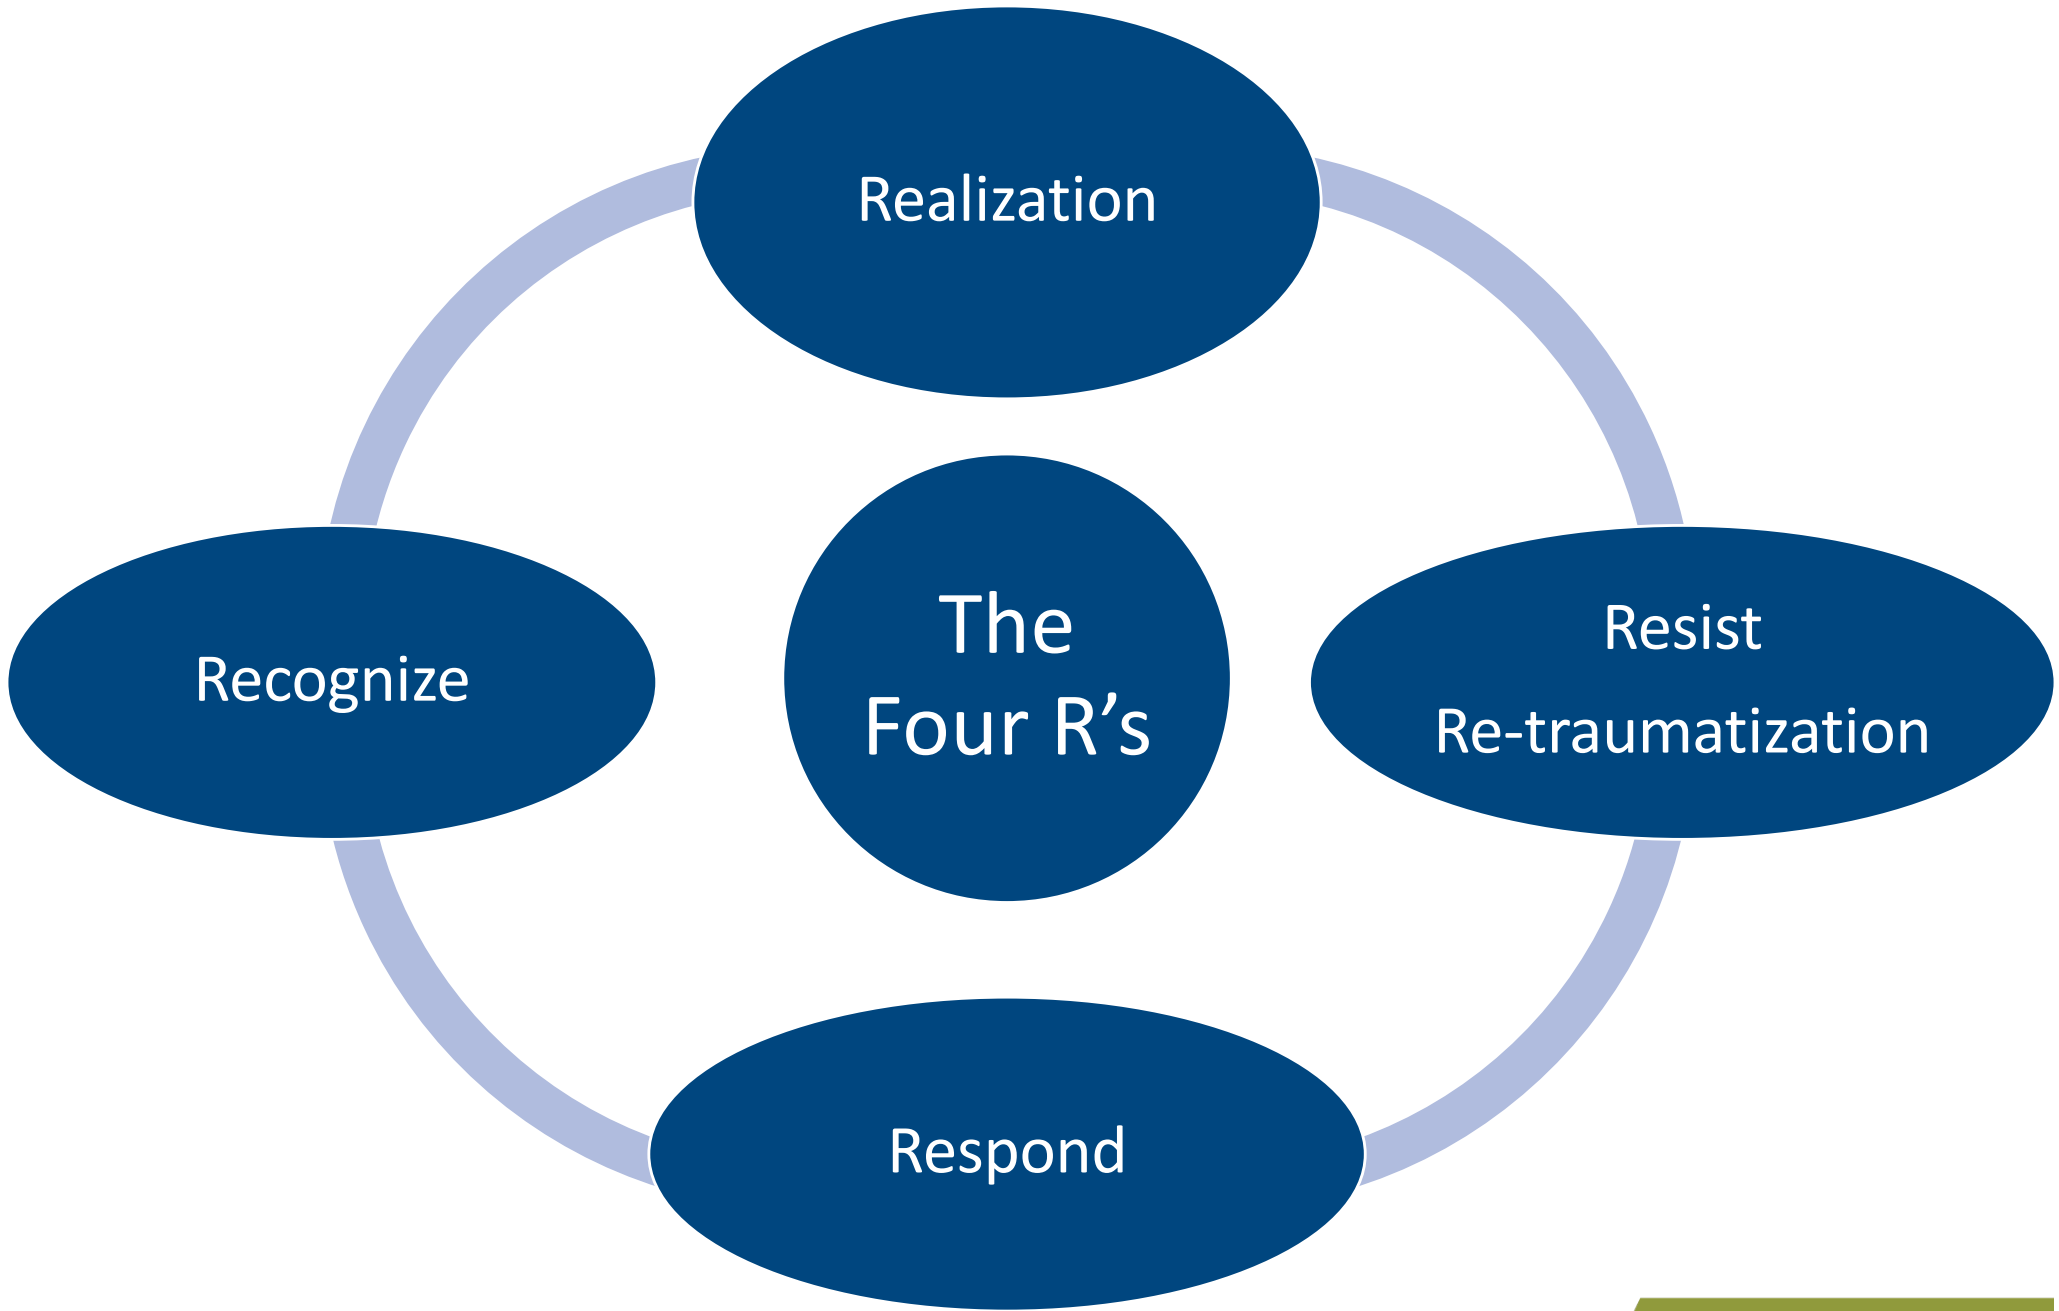 Realization
Recognize
The
Four R’s
Resist
Re-traumatization
Respond